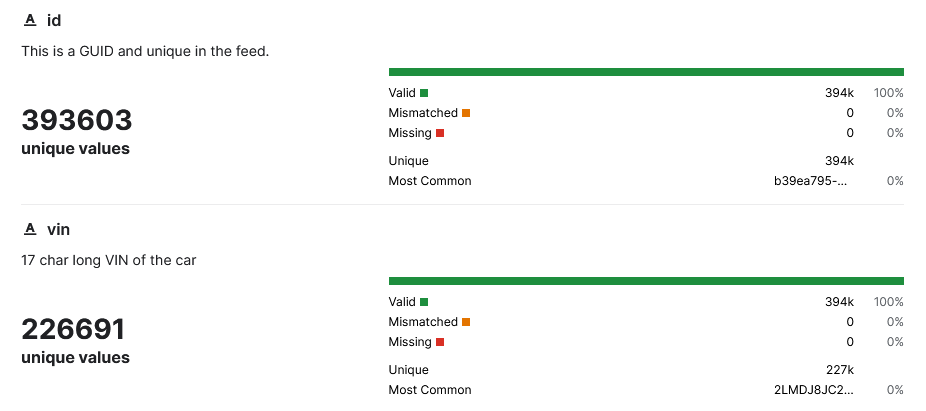 A id
This is a GUID and unique in the feed.
393603
unique values
Valid 394k 100%
Mismatched 0 0%
Missing 0 0%
Unique 394k
Most Common b39ea795-... 0%
A vin
17 char long VIN of the car
226691
unique values
Valid 394k 100%
Mismatched 0 0%
Missing 0 0%
Unique 227k
Most Common 2LMDJ8JC2... 0%